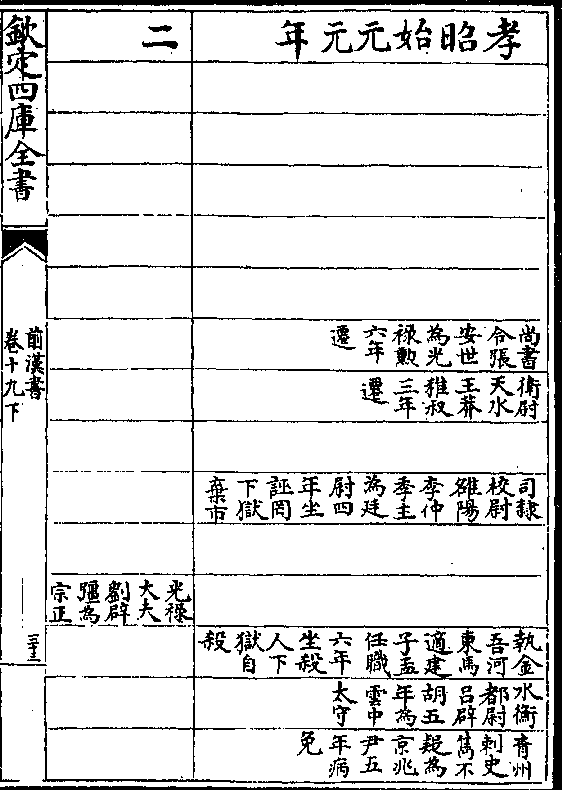 孝昭始元元年
尚書
令張
安世
為光
祿勲
六年
遷
衛尉
天水
王莽
稚叔
三年
遷
司隸
校尉
雒陽
李仲
季主
為廷
尉四
年坐
誣罔
下獄
棄市
執金
吾河
東馬
適建
子孟
任職
六年
坐殺
人下
獄自
殺
水衡
都尉
吕辟
胡五
年為
雲中
太守
青州
刺史
雋不
疑為
京兆
尹五
年病
免
二
光祿
大夫
劉辟
彊為
宗正
欽定四庫全書
前漢書
卷十九下
三十三